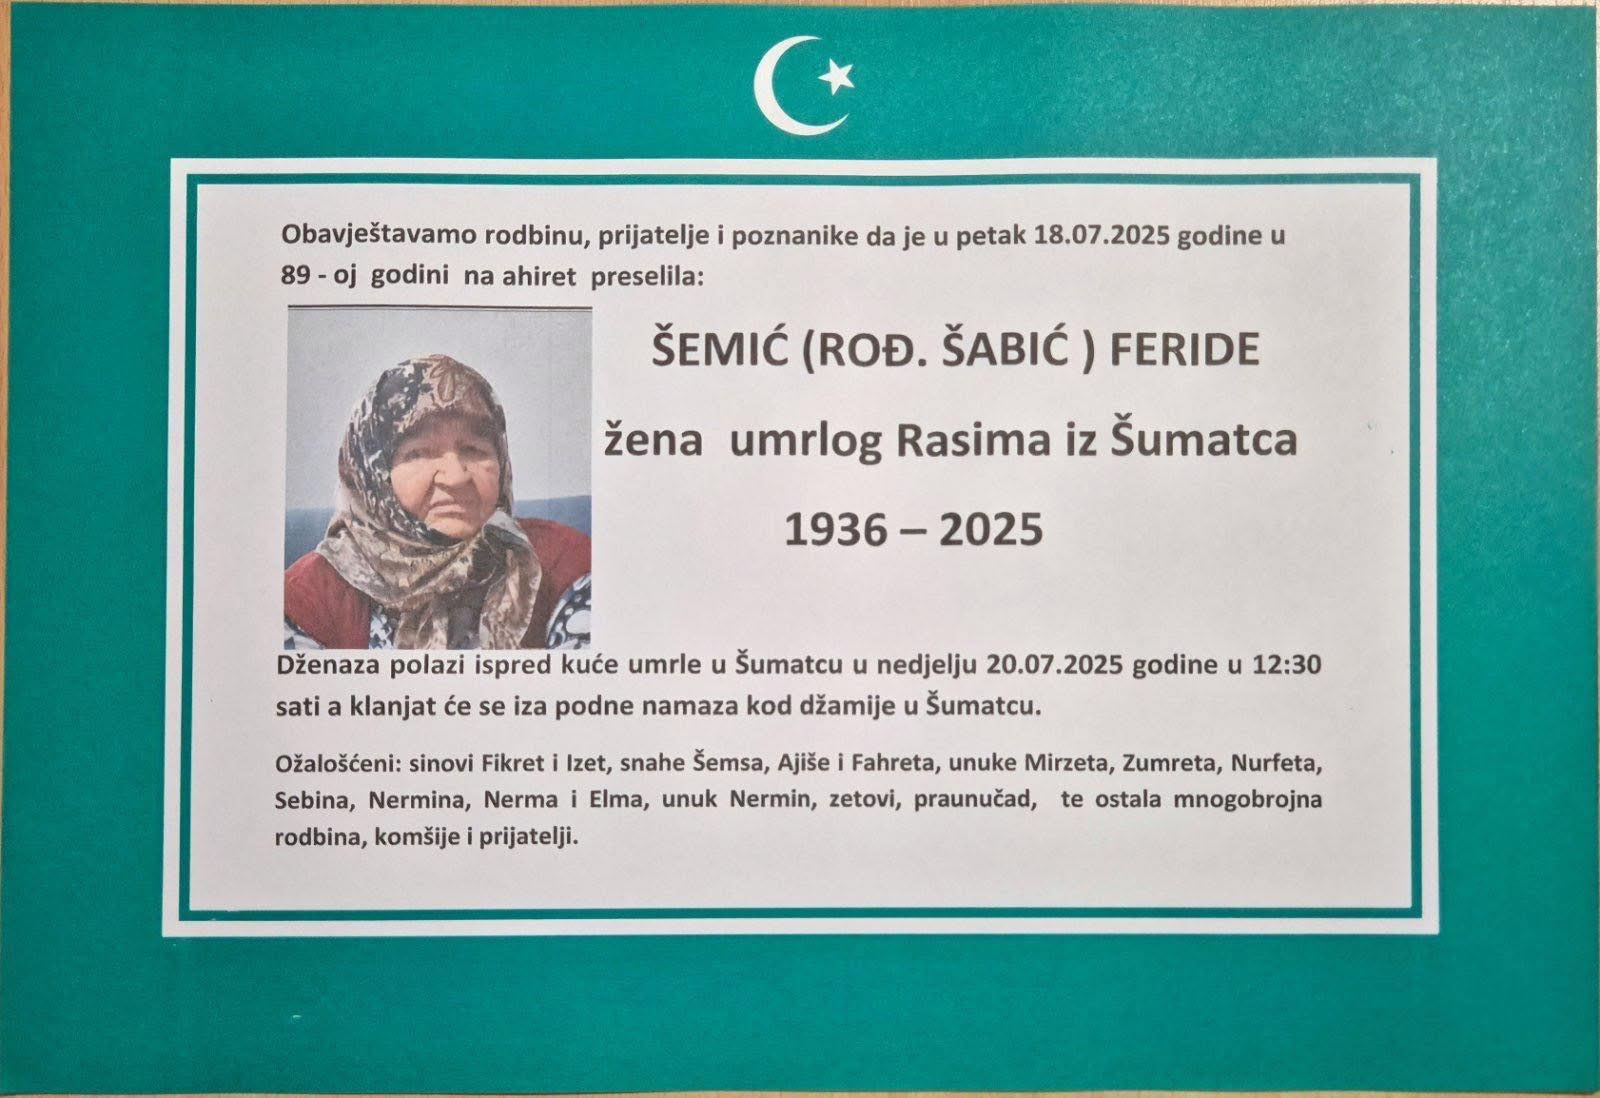 Obavještavamo rodbinu, prijatelje i poznanike da je u petak 18.07.2025 godine u
89 - oj godini na ahiret preselila:
ŠEMIĆ (ROĐ. ŠABIĆ ) FERIDE
žena umrlog Rasima iz Šumatca
1936 – 2025
Dženaza polazi ispred kuće umrle u Šumatcu u nedjelju 20.07.2025 godine u 12:30
sati a klanjat će se iza podne namaza kod džamije u Šumatcu.
Ožalošćeni: sinovi Fikret i Izet, snahe Šemsa, Ajiše i Fahreta, unuke Mirzeta, Zumreta, Nurfeta,
Sebina, Nermina, Nerma i Elma, unuk Nermin, zetovi, praunučad, te ostala mnogobrojna
rodbina, komšije i prijatelji.